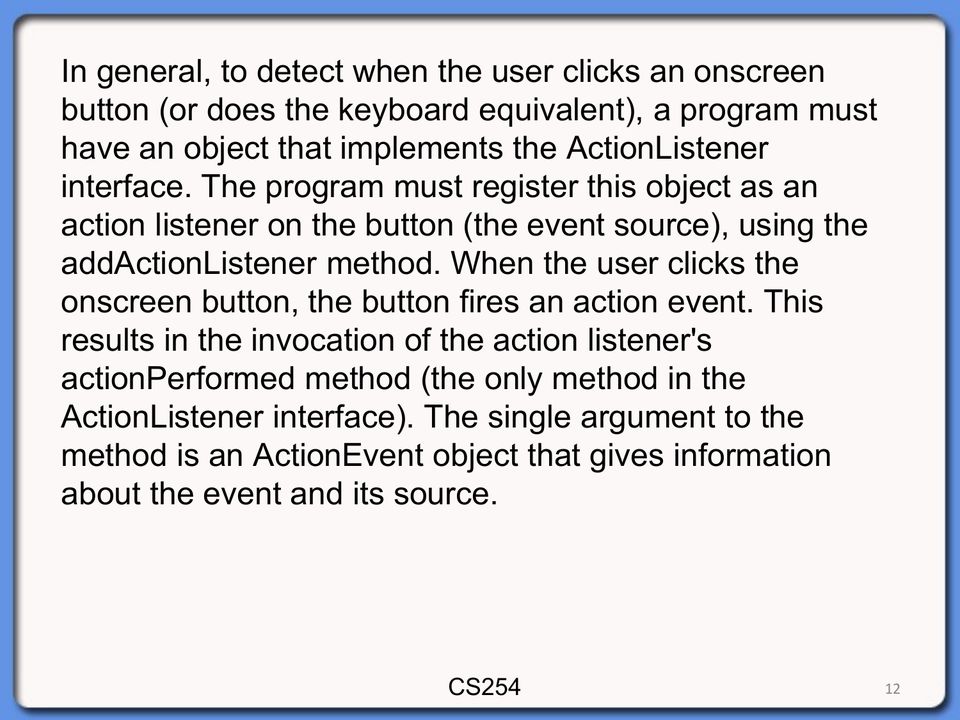 In general, to detect when the user clicks an onscreen
button (or does the keyboard equivalent), a program must
have an object that implements the ActionListener
interface. The program must register this object as an
action listener on the button (the event source), using the
addActionListener method. When the user clicks the
onscreen button, the button fires an action event. This
results in the invocation of the action listener's
actionPerformed method (the only method in the
ActionListener interface). The single argument to the
method is an ActionEvent object that gives information
about the event and its source.
CS254
12